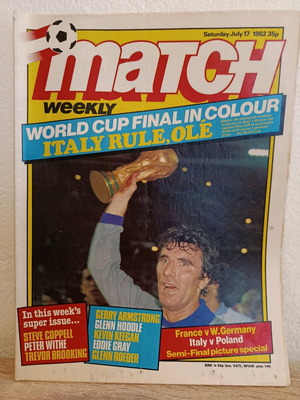 Saturday July 17 1982 35p
match
weekly
WORLD CUP FINAL IN COLOUR
ITALY RULE, OLE
In this week's
super issue...
STEVE COPPELL
PETER WITHE
TREVOR BROOKING
GERRY ARMSTRONG
GLENN HODDLE
KEVIN KEEGAN
EDDIE GRAY
GLENN ROEDER
France v W. Germany
Italy v Poland
Semi-Final picture special